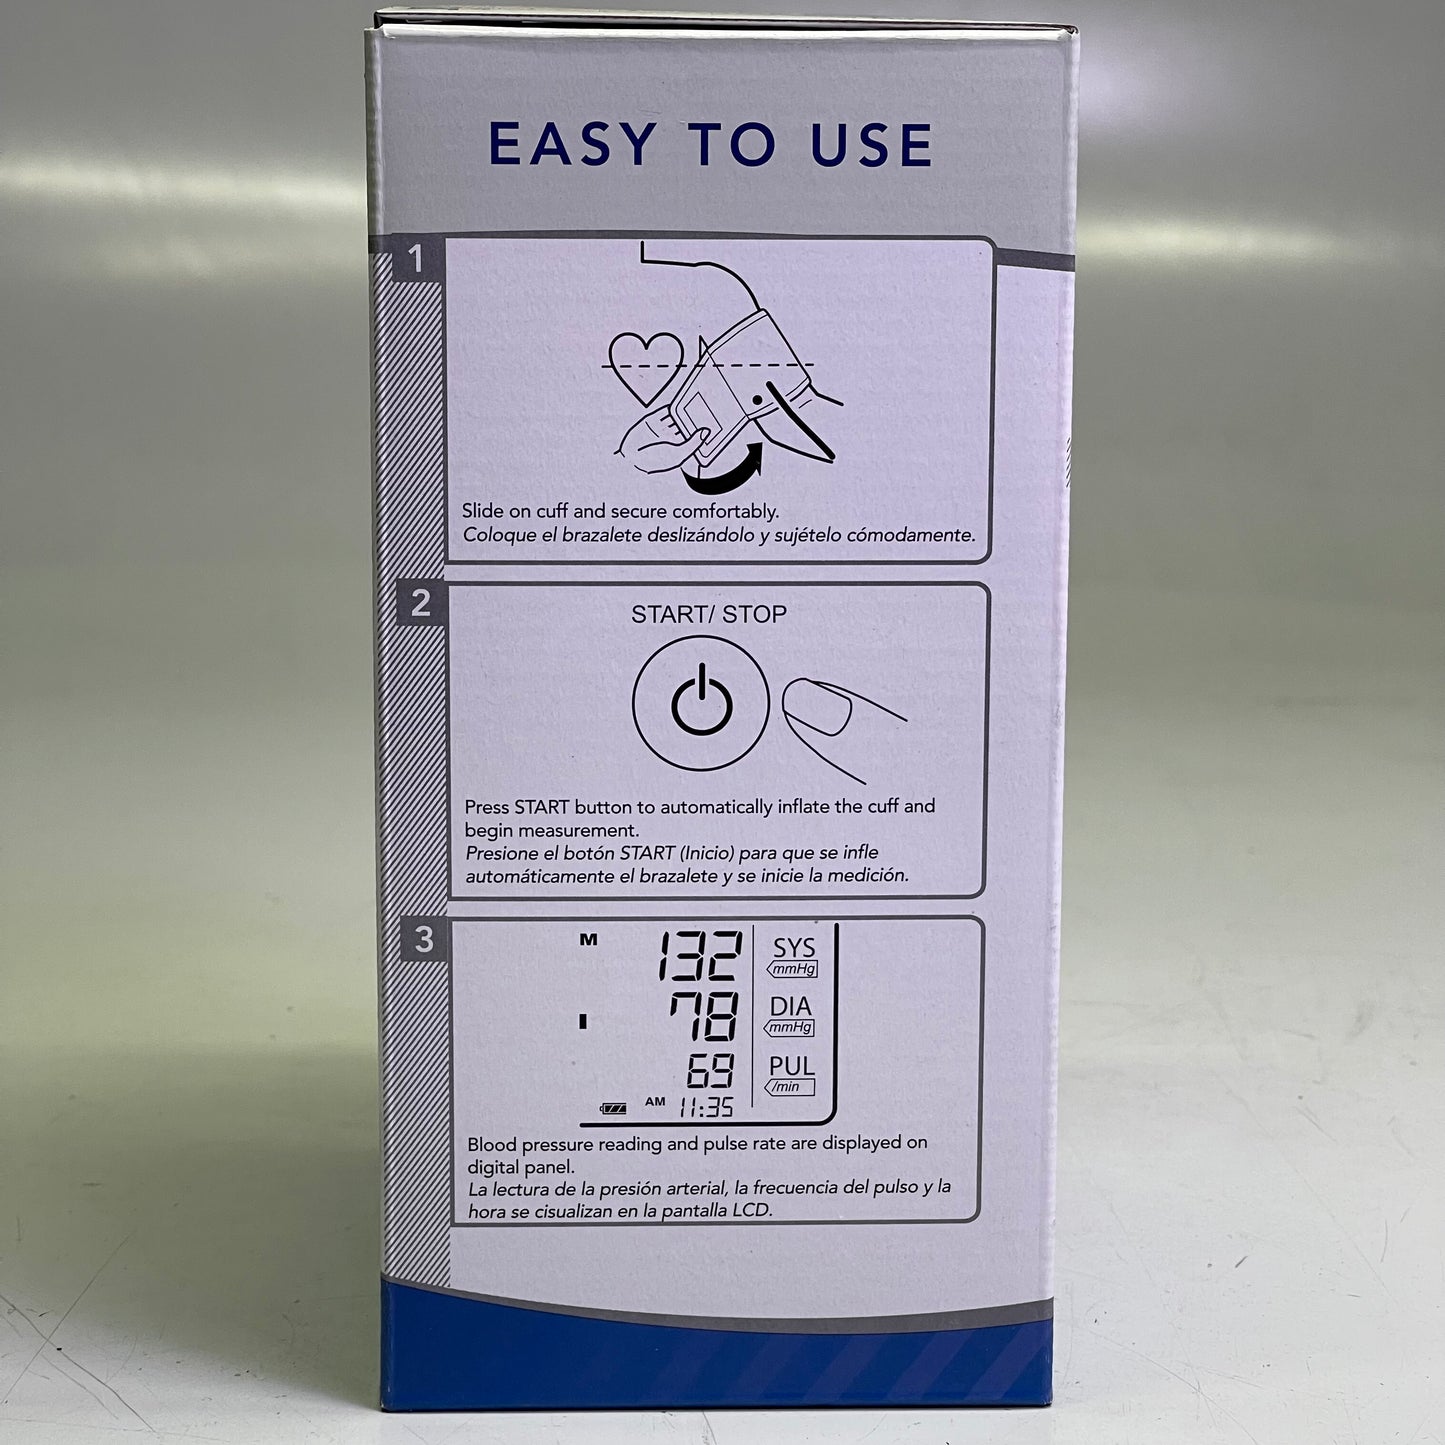 EASY TO USE
1
Slide on cuff and secure comfortably.
Coloque el brazalete deslizándolo y sujételo cómodamente.
2
START/ STOP
Press START button to automatically inflate the cuff and
begin measurement.
Presione el botón START (Inicio) para que se infle
automáticamente el brazalete y se inicie la medición.
3
M 132 SYS
mmHg
78 DIA
mmHg
69 PUL
/min
AM 11:35
Blood pressure reading and pulse rate are displayed on
digital panel.
La lectura de la presión arterial, la frecuencia del pulso y la
hora se cisualizan en la pantalla LCD.